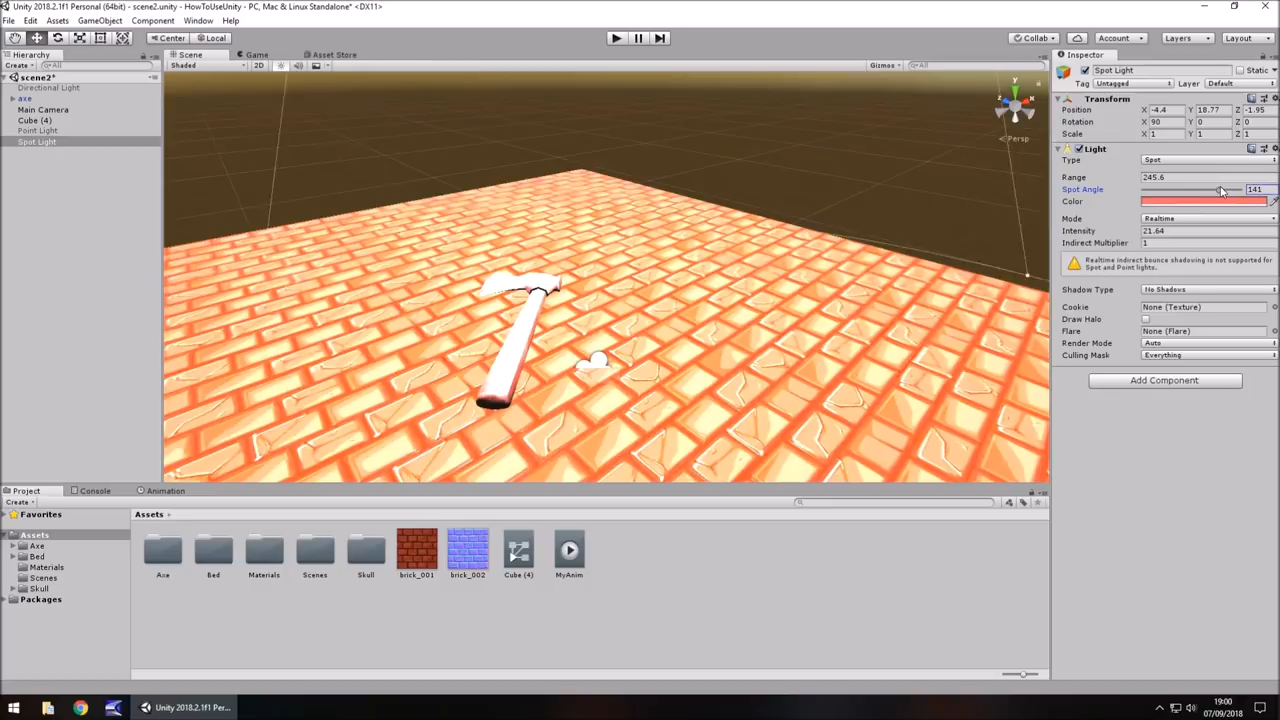 Unity 2018.2.1f1 Personal (64bit) - scene2.unity - HowToUseUnity - PC, Mac & Linux Standalone* <DX11>
File Edit Assets GameObject Component Window Help
Center Local Collab Account Layers Layout
Hierarchy Scene Game Asset Store Inspector
Create All Shaded 2D Gizmos All
scene2*
Directional Light
axe
Main Camera
Cube (4)
Point Light
Spot Light
y
x
z
Persp
Spot Light Static
Tag Untagged Layer Default
Transform
Position X -4.4 Y 18.77 Z -1.95
Rotation X 90 Y 0 Z 0
Scale X 1 Y 1 Z 1
Light
Type Spot
Range 245.6
Spot Angle 141
Color
Mode Realtime
Intensity 21.64
Indirect Multiplier 1
Realtime indirect bounce shadowing is not supported for
Spot and Point lights.
Shadow Type No Shadows
Cookie None (Texture)
Draw Halo
Flare None (Flare)
Render Mode Auto
Culling Mask Everything
Add Component
Project Console Animation
Create
Favorites
Assets
Axe
Bed
Materials
Scenes
Skull
Packages
Assets
Axe Bed Materials Scenes Skull brick_001 brick_002 Cube (4) MyAnim
Unity 2018.2.1f1 Per...
19:00
07/09/2018